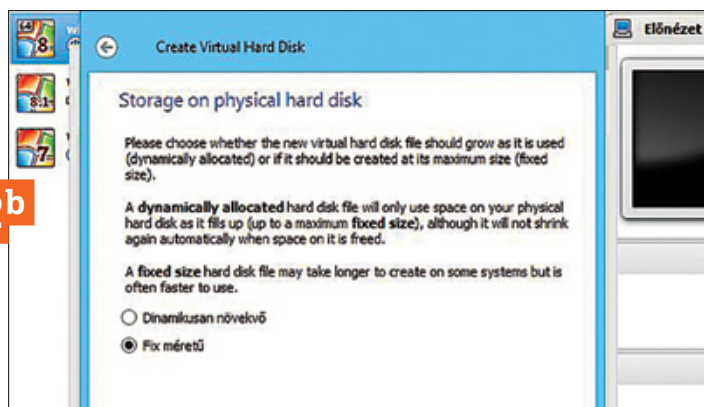 64
8
8.1
7
b
Create Virtual Hard Disk
Előnézet
Storage on physical hard disk
Please choose whether the new virtual hard disk file should grow as it is used
(dynamically allocated) or if it should be created at its maximum size (fixed
size).
A dynamically allocated hard disk file will only use space on your physical
hard disk as it fills up (up to a maximum fixed size), although it will not shrink
again automatically when space on it is freed.
A fixed size hard disk file may take longer to create on some systems but is
often faster to use.
Dinamikusan növekvő
Fix méretű